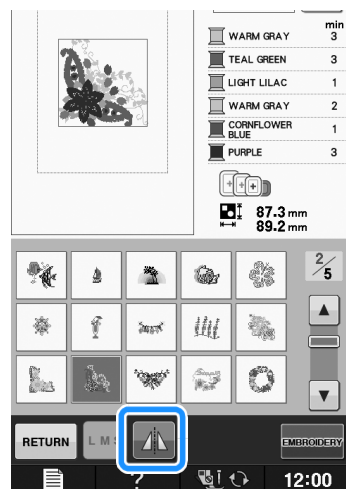 min
WARM GRAY 3
TEAL GREEN 3
LIGHT LILAC 1
WARM GRAY 2
CORNFLOWER
BLUE 1
PURPLE 3
87.3 mm
89.2 mm
2/5
RETURN
L M S
EMBROIDERY
?
12:00